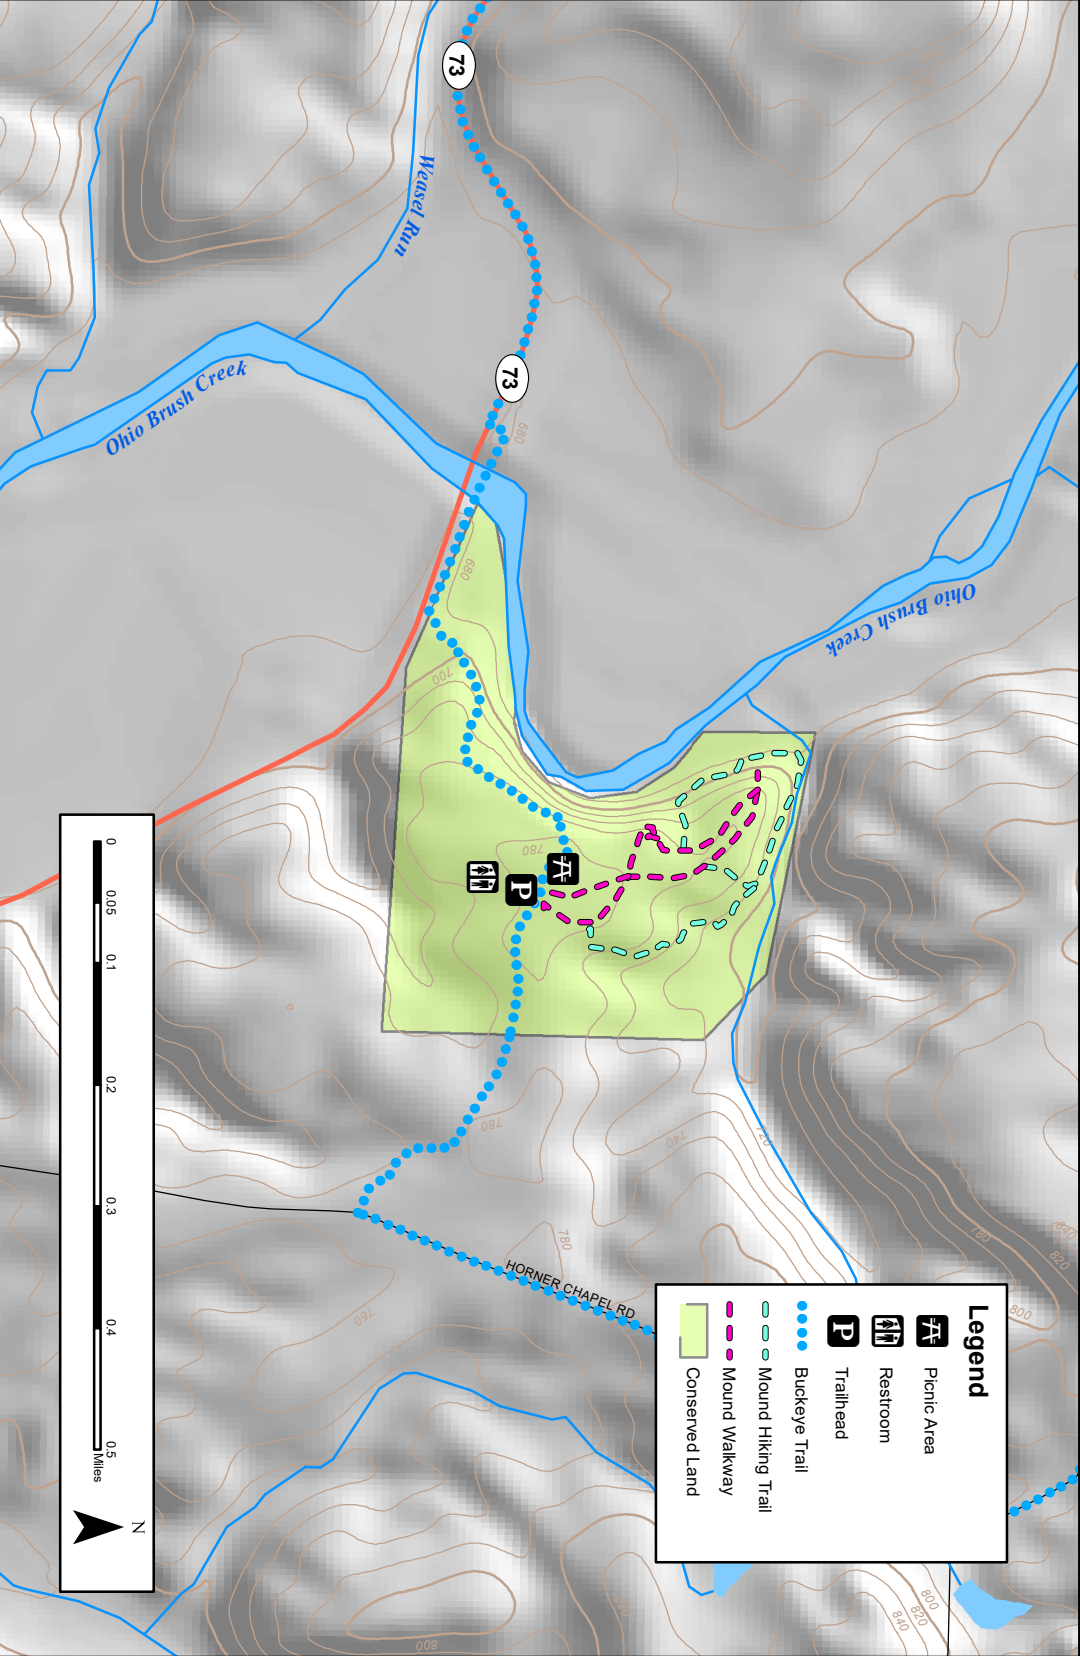 73
Weasel Run
73
Ohio Brush Creek
Ohio Brush Creek
680
680
700
780
780
740
720
780
760
HORNER CHAPEL RD
780
820
800
800
820
840
800
P
Legend
Picnic Area
Restroom
P
Trailhead
Buckeye Trail
Mound Hiking Trail
Mound Walkway
Conserved Land
0 0.05 0.1 0.2 0.3 0.4 0.5
Miles
N